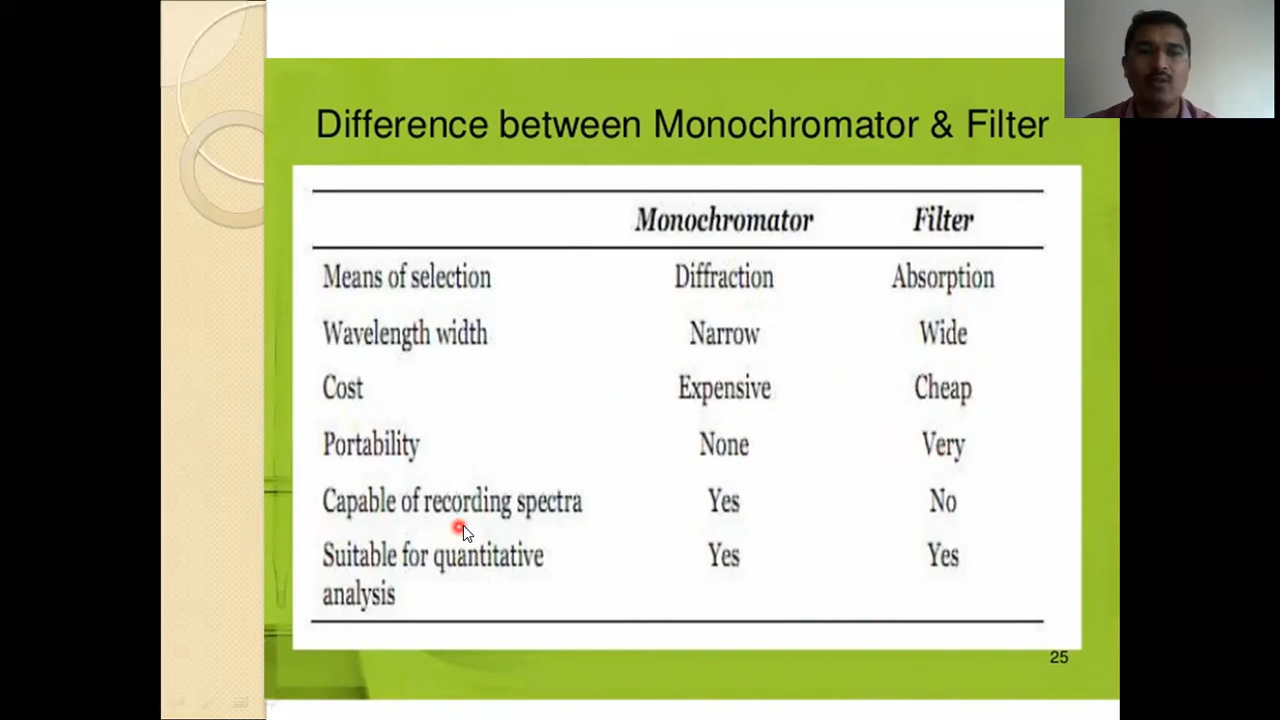 Difference between Monochromator & Filter
Monochromator Filter
Means of selection Diffraction Absorption
Wavelength width Narrow Wide
Cost Expensive Cheap
Portability None Very
Capable of recording spectra Yes No
Suitable for quantitative Yes Yes
analysis
25